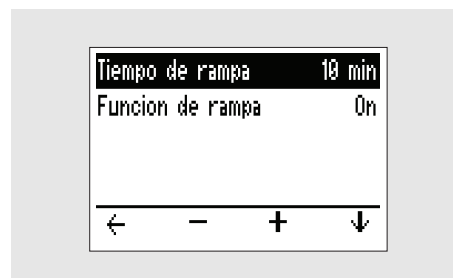 Tiempo de rampa 10 min
Funcion de rampa On
← − + ↓